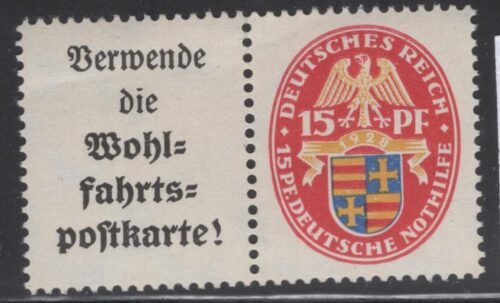 Verwende
die
Wohl=
fahrts=
postkarte!
DEUTSCHES REICH
15 PF
1928
15 PF. DEUTSCHE NOTHILFE